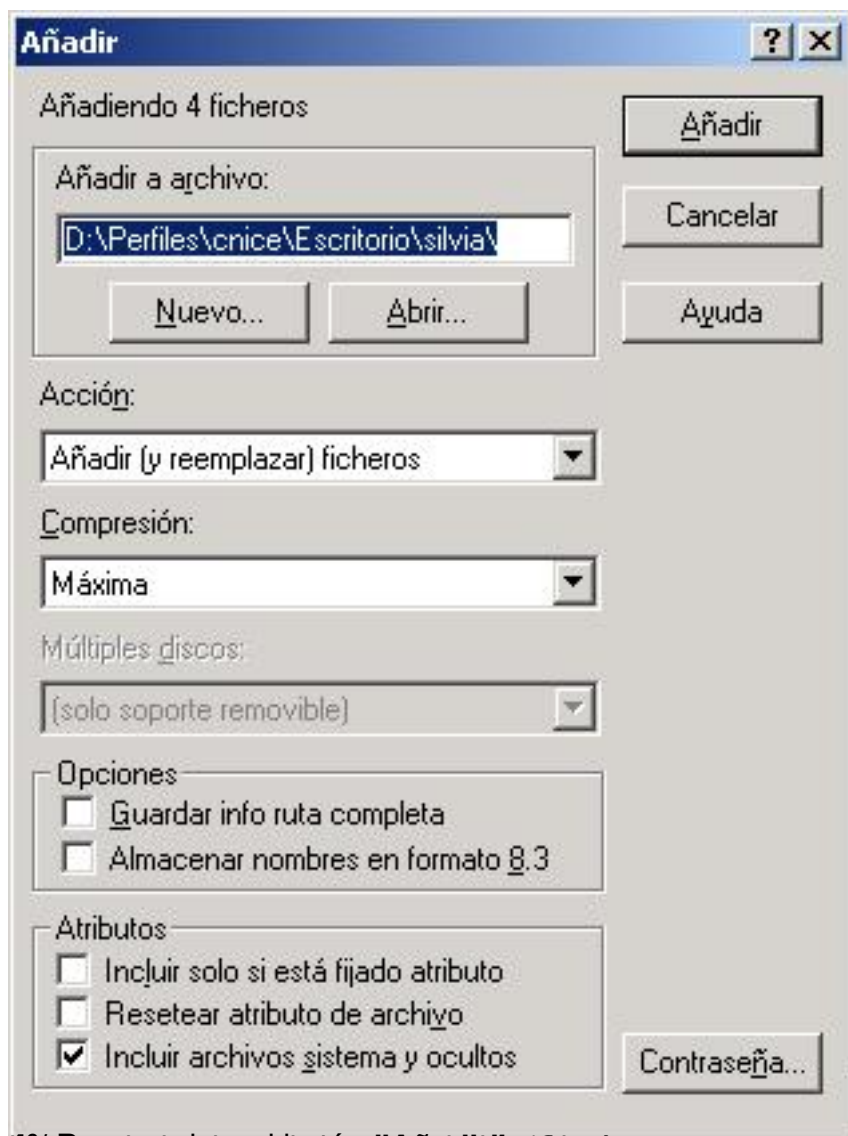 Añadir
Añadiendo 4 ficheros
Añadir
Añadir a archivo:
D:\Perfiles\cnice\Escritorio\silvia\
Cancelar
Nuevo...
Abrir...
Ayuda
Acción:
Añadir (y reemplazar) ficheros
Compresión:
Máxima
Múltiples discos:
(solo soporte removible)
Opciones
Guardar info ruta completa
Almacenar nombres en formato 8.3
Atributos
Incluir solo si está fijado atributo
Resetear atributo de archivo
Incluir archivos sistema y ocultos
Contraseña...